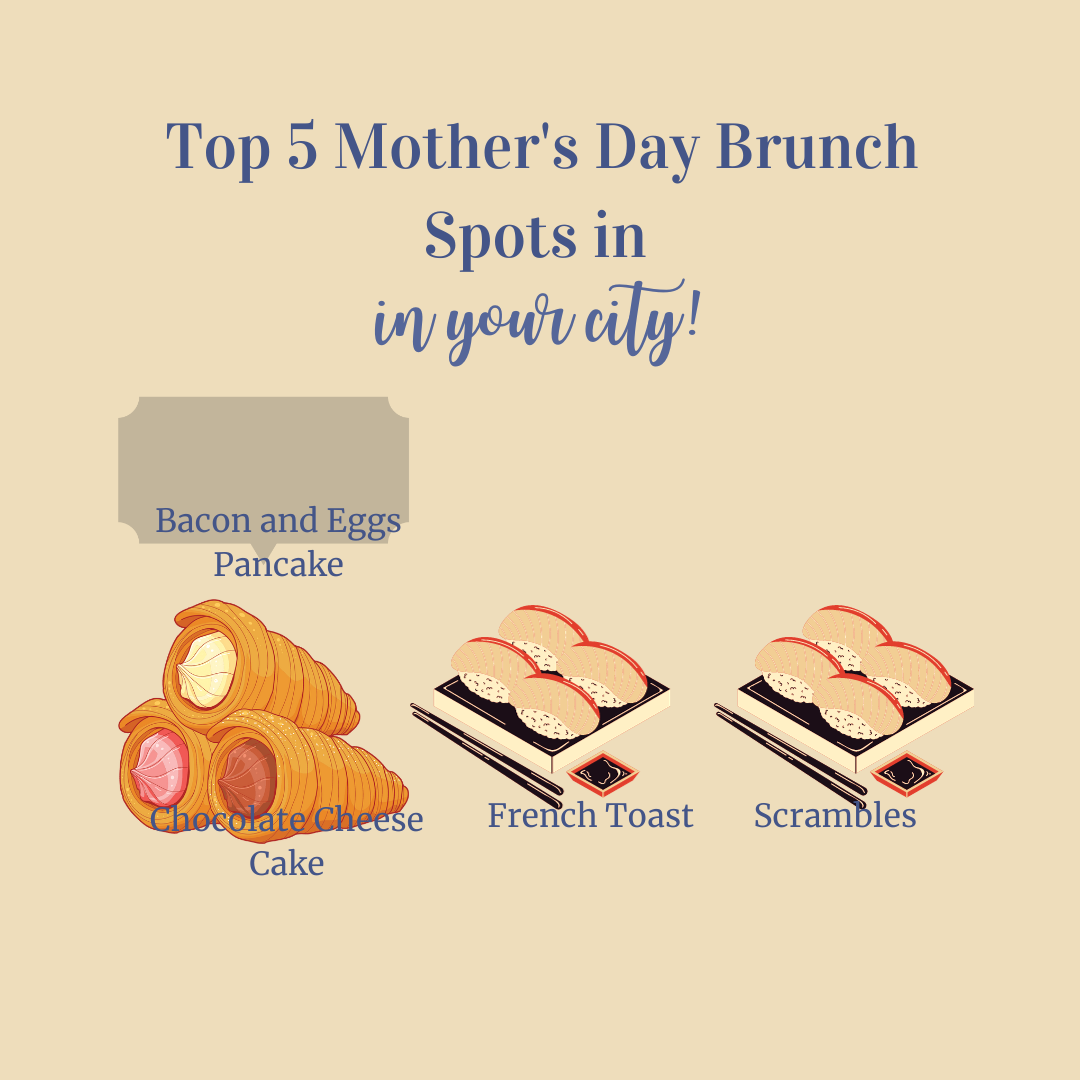 Top 5 Mother's Day Brunch
Spots in
in your city!
Bacon and Eggs
Pancake
Chocolate Cheese
Cake
French Toast
Scrambles